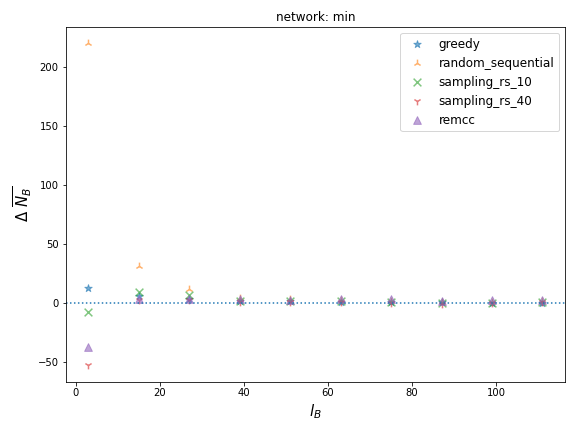 network: min
greedy
random_sequential
sampling_rs_10
sampling_rs_40
remcc
Δ N̅_B̅
200
150
100
50
0
−50
0 20 40 60 80 100
l_B